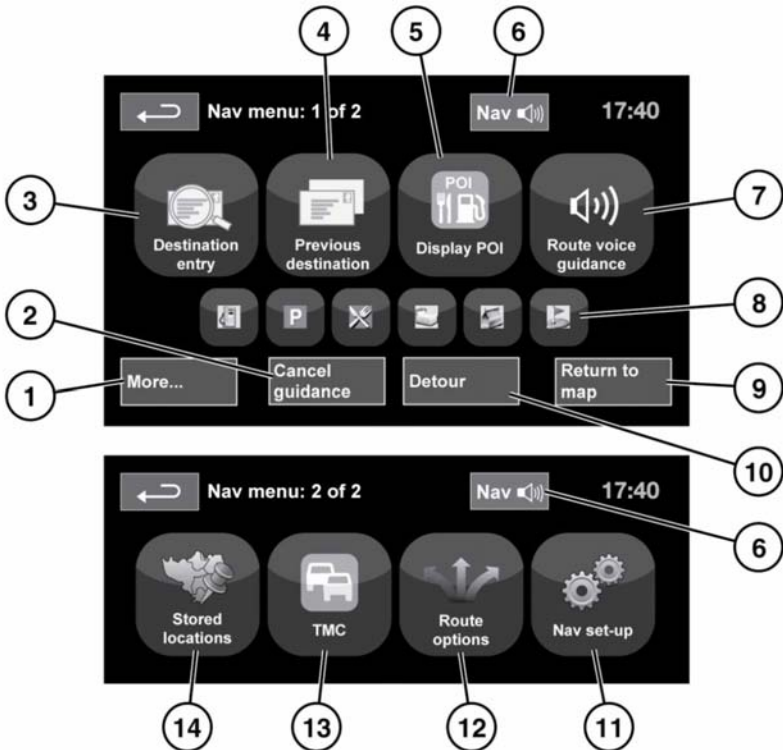 4
5
6
Nav menu: 1 of 2
Nav
17:40
3
7
POI
Destination
entry
Previous
destination
Display POI
Route voice
guidance
2
P
8
1
More...
Cancel
guidance
Detour
Return to
map
9
10
Nav menu: 2 of 2
Nav
17:40
6
Stored
locations
TMC
Route
options
Nav set-up
14
13
12
11